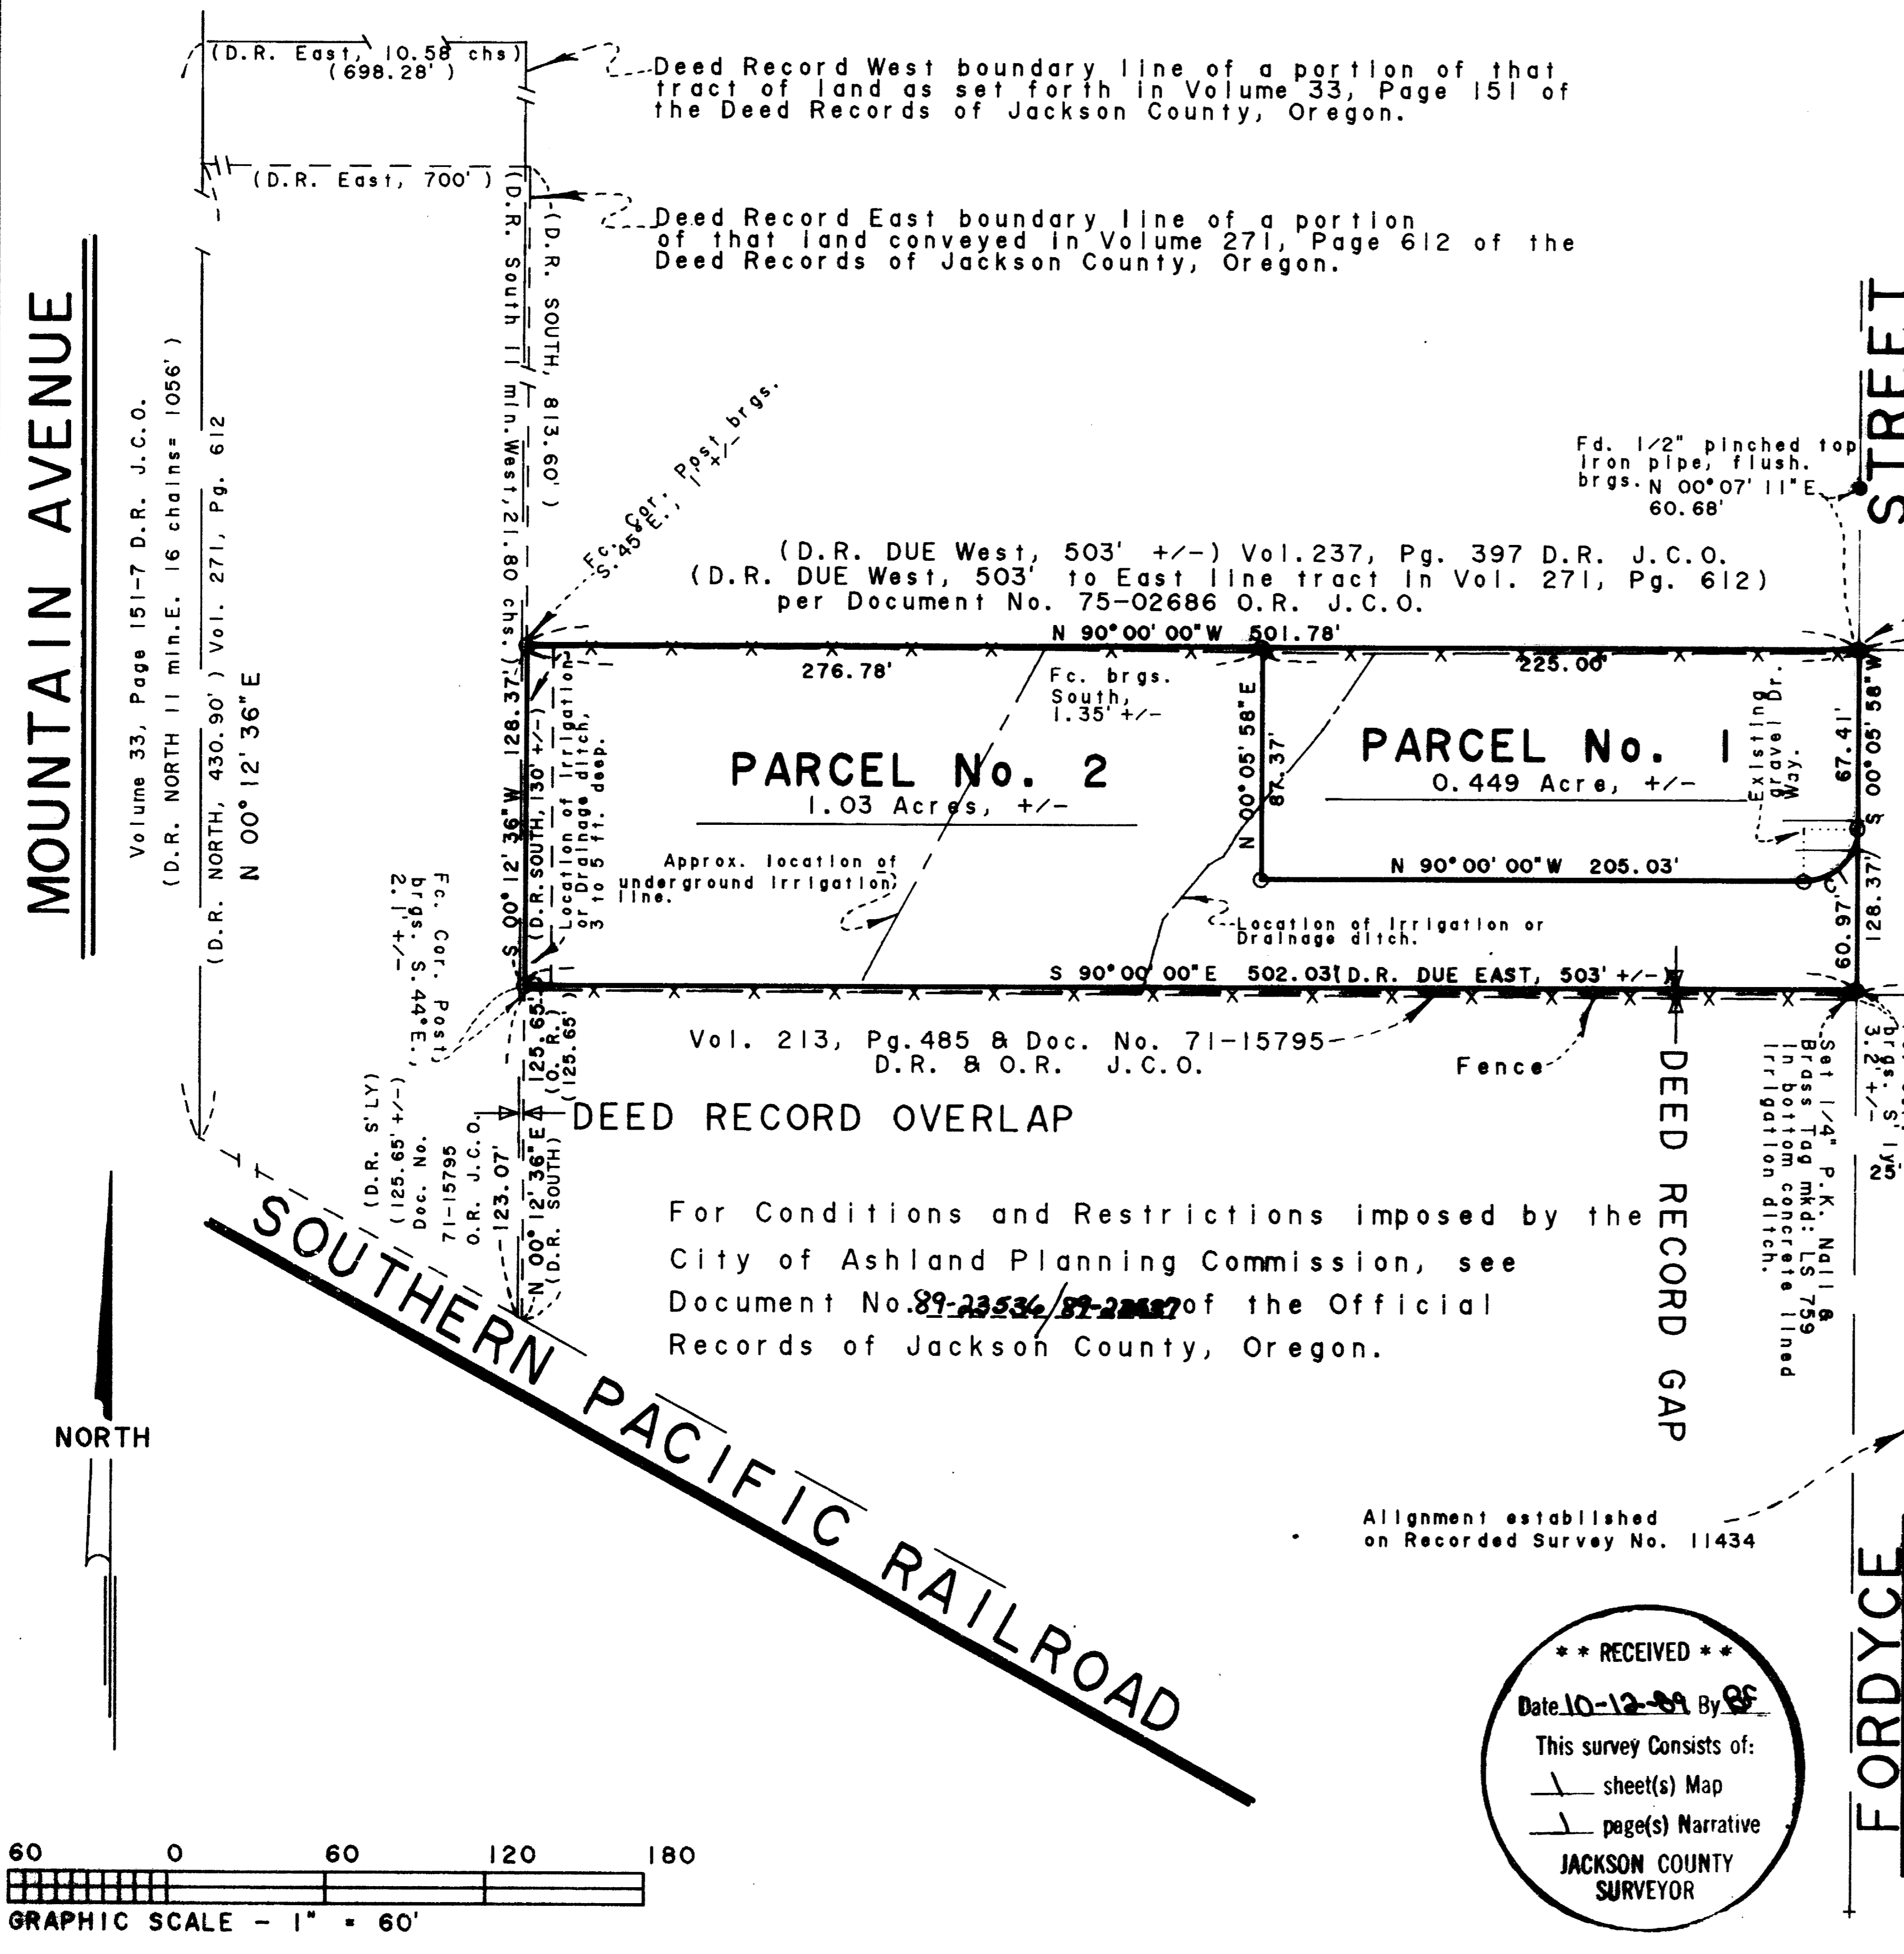 (D.R. East, 10.58 chs)
(698.28')
Deed Record West boundary line of a portion of that
tract of land as set forth in Volume 33, Page 151 of
the Deed Records of Jackson County, Oregon.
(D.R. East, 700')
Deed Record East boundary line of a portion
of that land conveyed in Volume 271, Page 612 of the
Deed Records of Jackson County, Oregon.
(D.R. South 11 min. West, 21.80 chs.)
(D.R. SOUTH, 813.60')
MOUNTAIN AVENUE
Volume 33, Page 151-7 D.R. J.C.O.
(D.R. NORTH 11 min. E. 16 chains= 1056')
(D.R. NORTH, 430.90') Vol. 271, Pg. 612
N 00° 12' 36" E
Fc. Cor. Post brgs.
S. 45° E., 1' +/-
STREET
Fd. 1/2" pinched top
iron pipe, flush.
brgs. N 00° 07' 11" E
60.68'
(D.R. DUE West, 503' +/-) Vol. 237, Pg. 397 D.R. J.C.O.
(D.R. DUE West, 503' to East line tract in Vol. 271, Pg. 612)
per Document No. 75-02686 O.R. J.C.O.
N 90° 00' 00" W 501.78'
276.78'
225.00'
Fc. brgs.
South,
1.35' +/-
S 00° 12' 36" W 128.37'
(D.R. SOUTH, 130' +/-)
Location of Irrigation
or Drainage ditch,
3 to 5 ft. deep.
PARCEL No. 2
1.03 Acres, +/-
N 00° 05' 58" E
87.37'
PARCEL No. 1
0.449 Acre, +/-
Existing
gravel Dr.
Way.
67.41'
S 00° 05' 58" W
128.37'
60.97'
N 90° 00' 00" W 205.03'
Approx. location of
underground Irrigation
line.
Location of Irrigation or
Drainage ditch.
S 90° 00' 00" E 502.03' (D.R. DUE EAST, 503' +/-)
Fc. Cor. Post
brgs. S. 44° E.,
2.1' +/-
Vol. 213, Pg. 485 & Doc. No. 71-15795
D.R. & O.R. J.C.O.
Fence
DEED RECORD OVERLAP
(D.R. S'LY)
(125.65' +/-)
Doc. No.
71-15795
O.R. J.C.O.
123.07'
N 00° 12' 36" E 125.65'
(D.R. SOUTH) (O.R.)
(125.65')
DEED RECORD GAP
Set 1/4" P.K. Nail &
Brass Tag mkd: LS 759
in bottom concrete lined
irrigation ditch.
brgs. S'ly
3.2' +/-
25'
For Conditions and Restrictions imposed by the
City of Ashland Planning Commission, see
Document No. 89-23536/ of the Official
Records of Jackson County, Oregon.
SOUTHERN PACIFIC RAILROAD
NORTH
Alignment established
on Recorded Survey No. 11434
FORDYCE
* * RECEIVED * *
Date 10-12-89 By BF
This survey Consists of:
1 sheet(s) Map
1 page(s) Narrative
JACKSON COUNTY
SURVEYOR
60 0 60 120 180
GRAPHIC SCALE - 1" = 60'